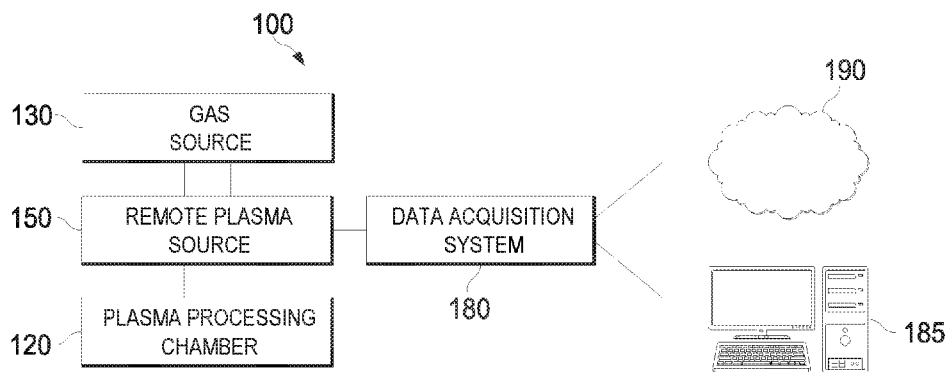 100
130
GAS
SOURCE
190
150
REMOTE PLASMA
SOURCE
DATA ACQUISITION
SYSTEM
180
120
PLASMA PROCESSING
CHAMBER
185